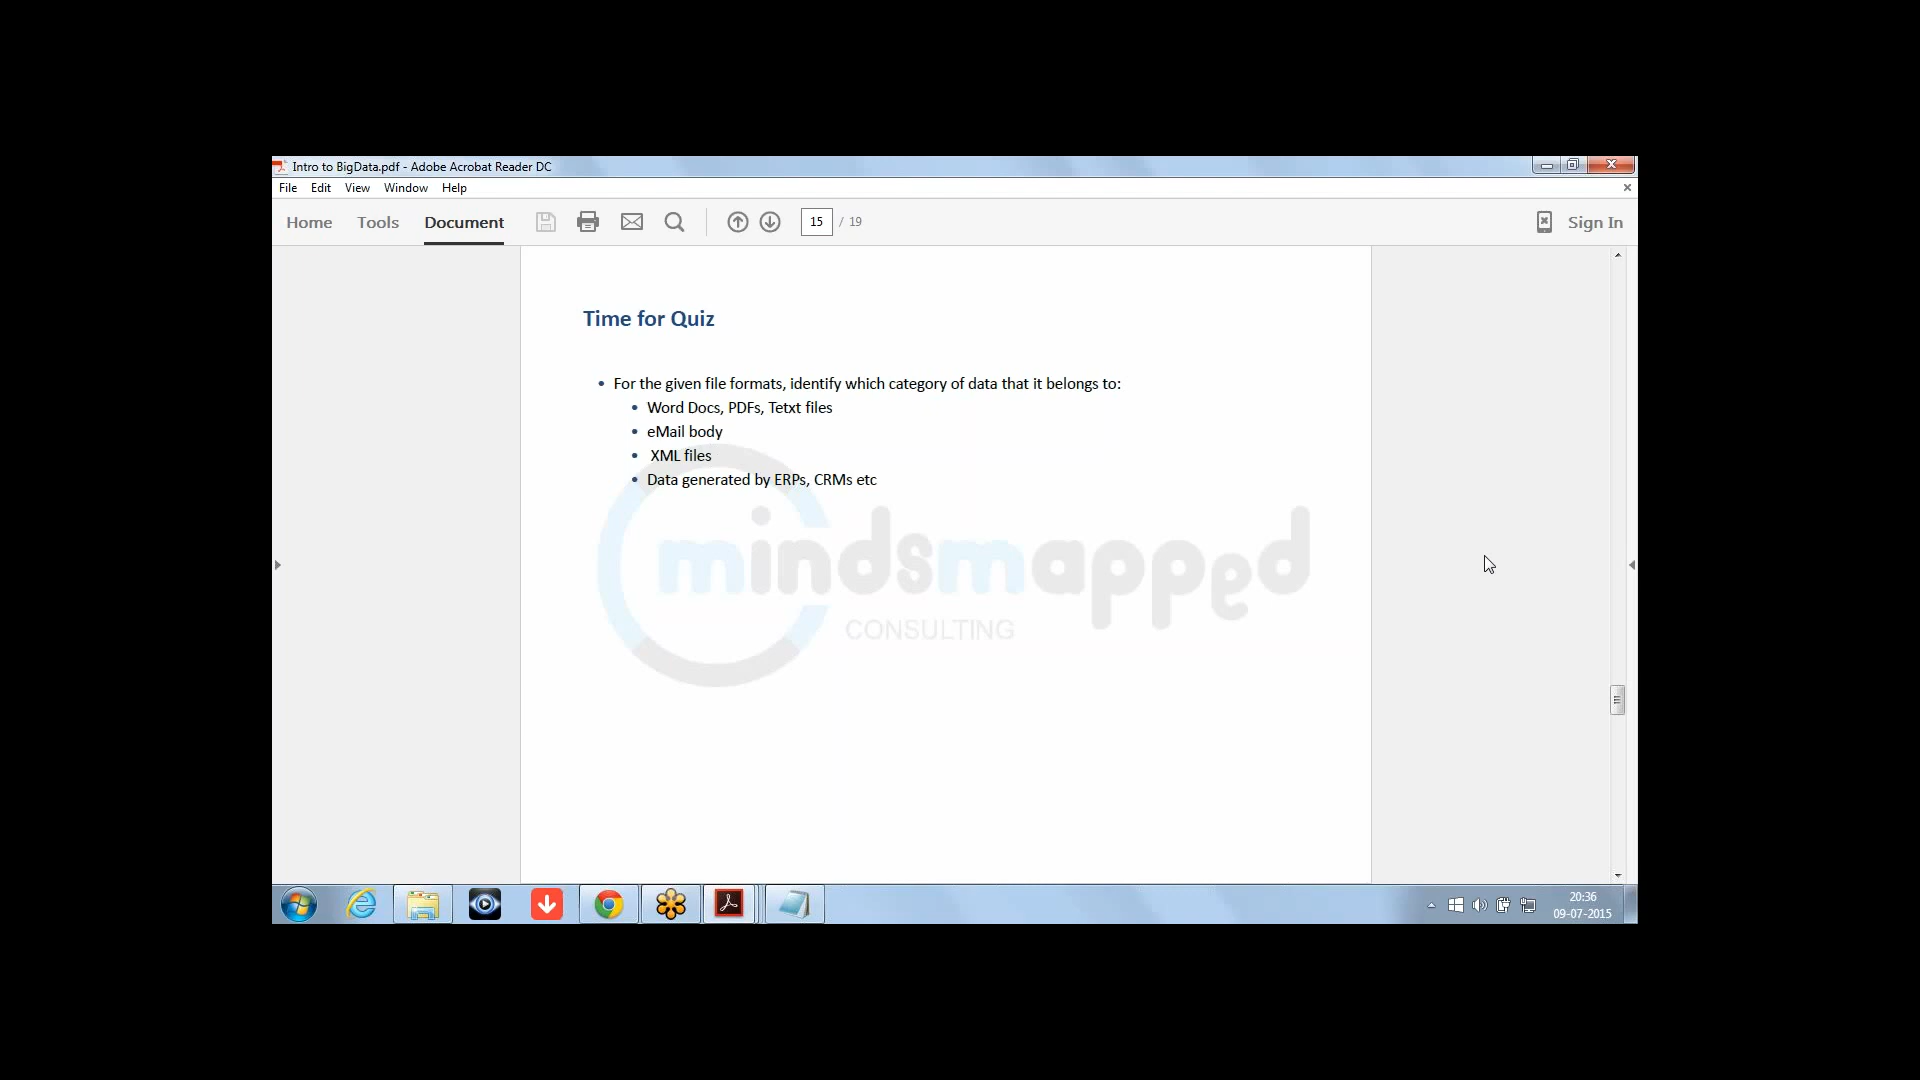 Intro to BigData.pdf - Adobe Acrobat Reader DC
File Edit View Window Help
Home Tools Document 15 / 19 Sign In
Time for Quiz
• For the given file formats, identify which category of data that it belongs to:
• Word Docs, PDFs, Tetxt files
• eMail body
• XML files
• Data generated by ERPs, CRMs etc
mindsmapped
CONSULTING
20:36
09-07-2015